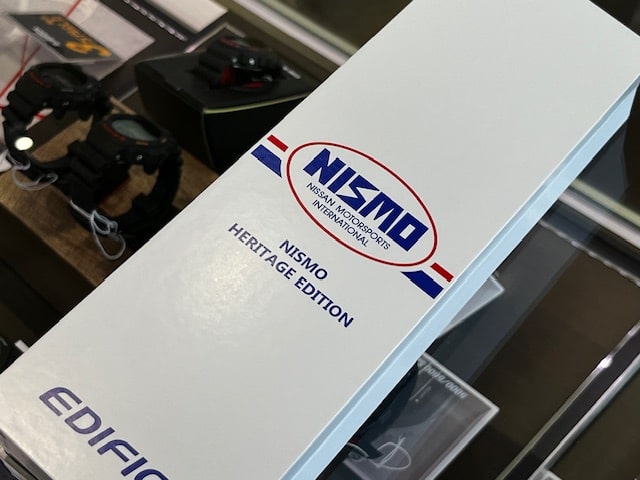 NISMO
NISSAN MOTORSPORTS
INTERNATIONAL
NISMO
HERITAGE EDITION
EDIFIC